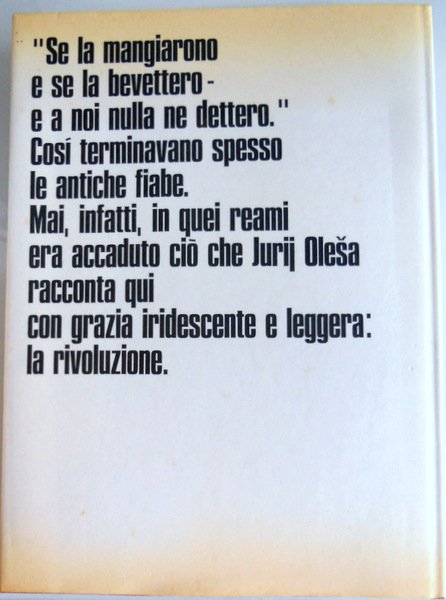 "Se la mangiarono
e se la bevettero -
e a noi nulla ne dettero."
Cosí terminavano spesso
le antiche fiabe.
Mai, infatti, in quei reami
era accaduto ciò che Jurij Oleša
racconta qui
con grazia iridescente e leggera:
la rivoluzione.